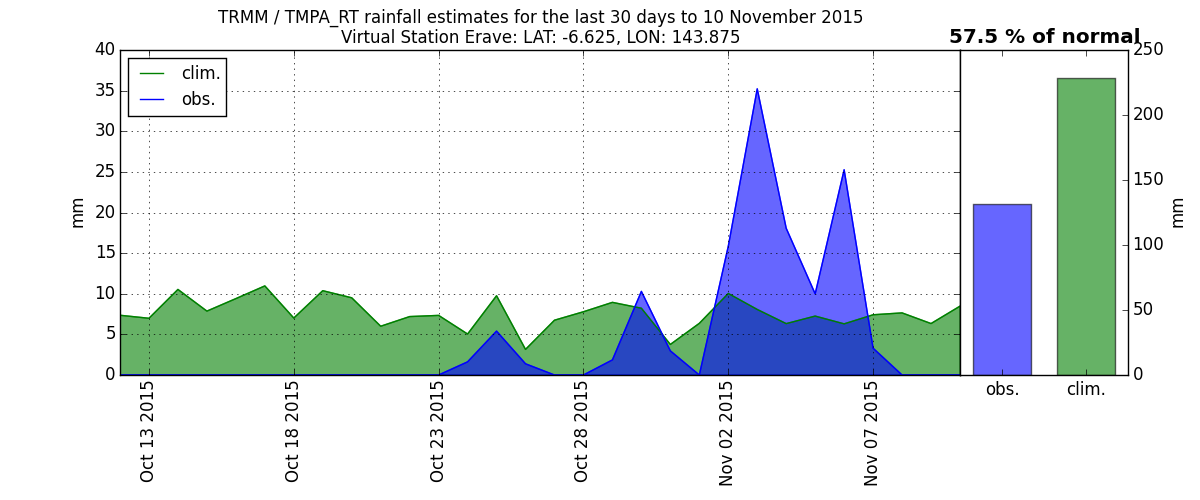 TRMM / TMPA_RT rainfall estimates for the last 30 days to 10 November 2015
Virtual Station Erave: LAT: -6.625, LON: 143.875
57.5 % of normal
clim.
obs.
mm
40
35
30
25
20
15
10
5
0
Oct 13 2015
Oct 18 2015
Oct 23 2015
Oct 28 2015
Nov 02 2015
Nov 07 2015
obs.
clim.
250
200
150
100
50
0
mm